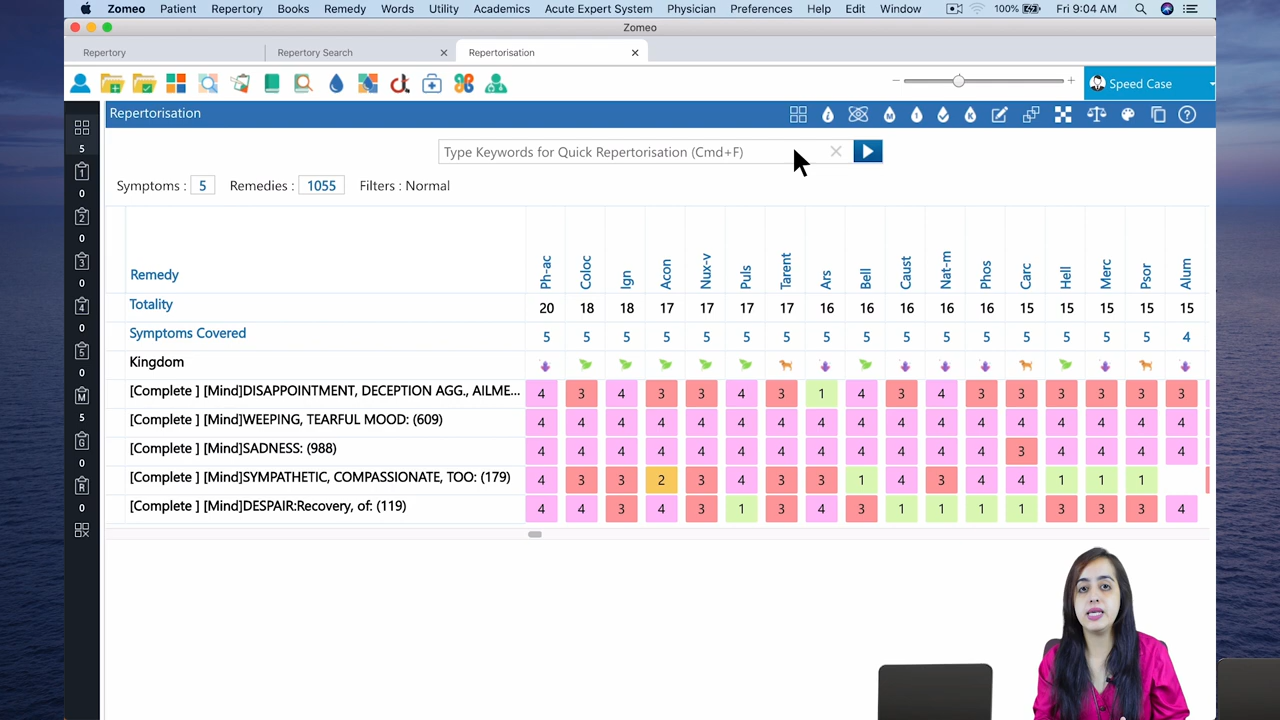 Zomeo Patient Repertory Books Remedy Words Utility Academics Acute Expert System Physician Preferences Help Edit Window 100% Fri 9:04 AM
Zomeo
Repertory Repertory Search Repertorisation
Speed Case
Repertorisation
Type Keywords for Quick Repertorisation (Cmd+F)
Symptoms : 5 Remedies : 1055 Filters : Normal
5
1
0
2
0
3
0
4
0
5
0
M
5
G
0
R
0
Remedy Ph-ac Coloc Ign Acon Nux-v Puls Tarent Ars Bell Caust Nat-m Phos Carc Hell Merc Psor Alum
Totality 20 18 18 17 17 17 17 16 16 16 16 16 15 15 15 15 15
Symptoms Covered 5 5 5 5 5 5 5 5 5 5 5 5 5 5 5 5 4
Kingdom
[Complete ] [Mind]DISAPPOINTMENT, DECEPTION AGG., AILME... 4 3 4 3 3 4 3 1 4 3 4 3 3 3 3 3 3
[Complete ] [Mind]WEEPING, TEARFUL MOOD: (609) 4 4 4 4 4 4 4 4 4 4 4 4 4 4 4 4 4
[Complete ] [Mind]SADNESS: (988) 4 4 4 4 4 4 4 4 4 4 4 4 3 4 4 4 4
[Complete ] [Mind]SYMPATHETIC, COMPASSIONATE, TOO: (179) 4 3 3 2 3 4 3 3 1 4 3 4 4 1 1 1
[Complete ] [Mind]DESPAIR:Recovery, of: (119) 4 4 3 4 3 1 3 4 3 1 1 1 1 3 3 3 4